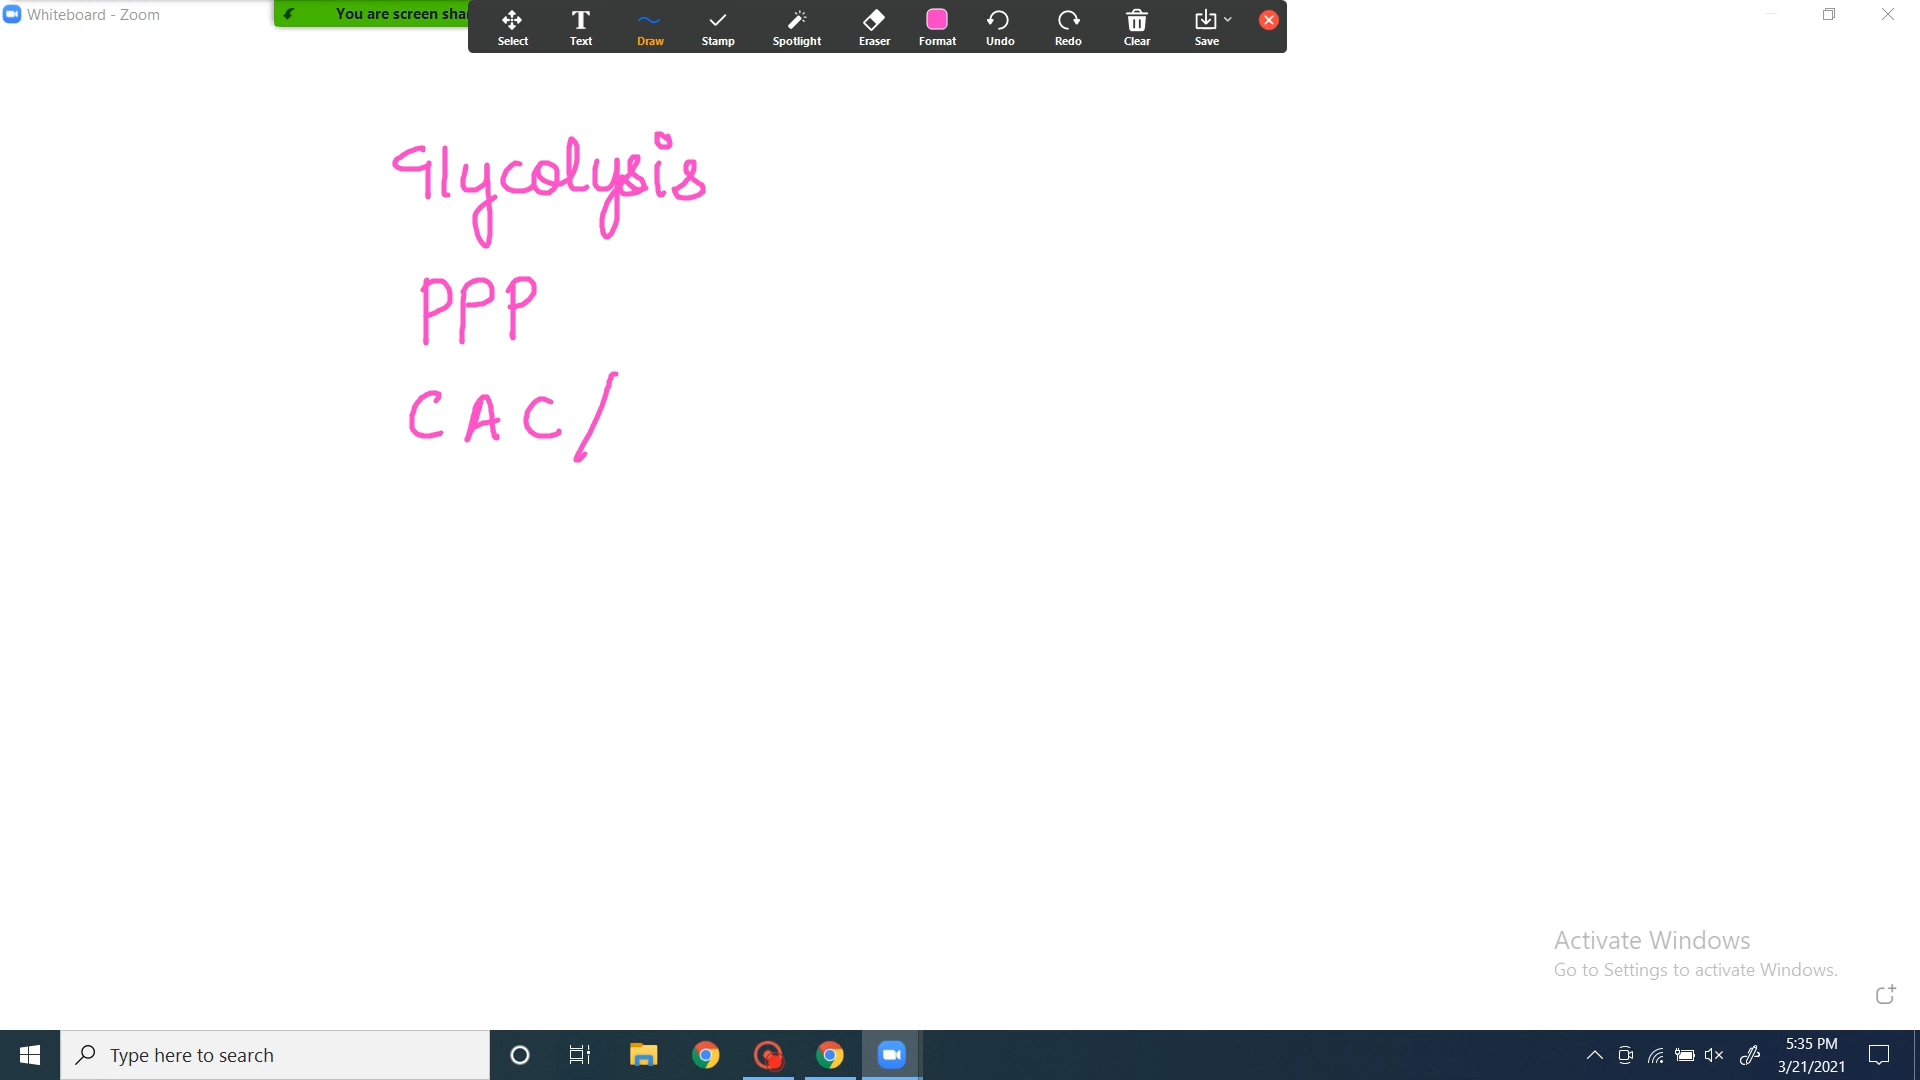 Whiteboard - Zoom
You are screen sha
Select Text Draw Stamp Spotlight Eraser Format Undo Redo Clear Save
Glycolysis
PPP
CAC/
Activate Windows
Go to Settings to activate Windows.
Type here to search
5:35 PM
3/21/2021